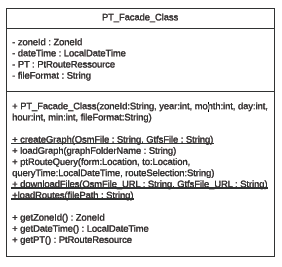 PT_Facade_Class
- zoneId : ZoneId
- dateTime : LocalDateTime
- PT : PtRouteRessource
- fileFormat : String
+ PT_Facade_Class(zoneId:String, year:int, month:int, day:int,
hour:int, min:int, fileFormat:String)
+ createGraph(OsmFile : String, GtfsFile : String)
+ loadGraph(graphFolderName : String)
+ ptRouteQuery(form:Location, to:Location,
queryTime:LocalDateTime, routeSelection:String)
+ downloadFiles(OsmFile_URL : String, GtfsFile_URL : String)
+loadRoutes(filePath : String)
+ getZoneId() : ZoneId
+ getDateTime() : LocalDateTime
+ getPT() : PtRouteResource